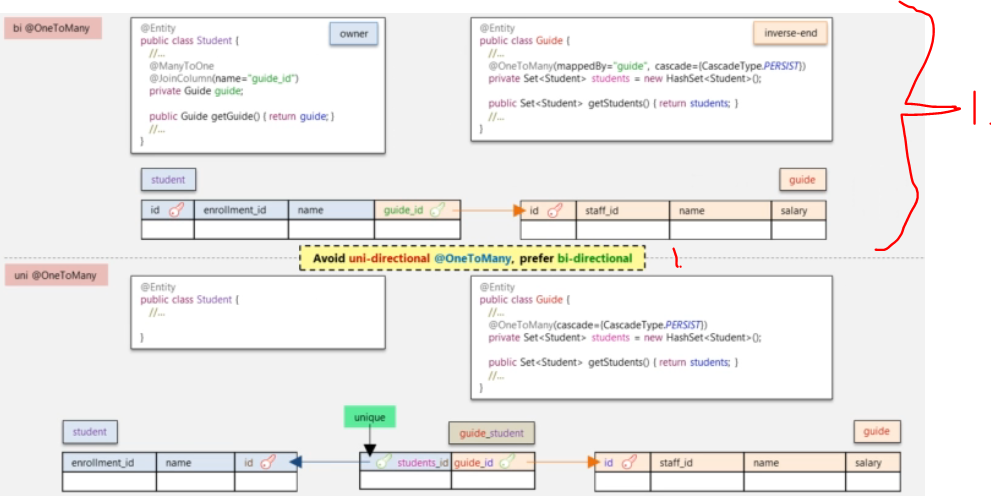 bi @OneToMany
@Entity
public class Student {
//...
@ManyToOne
@JoinColumn(name="guide_id")
private Guide guide;
public Guide getGuide() { return guide; }
//...
}
owner
@Entity
public class Guide {
//...
@OneToMany(mappedBy="guide", cascade={CascadeType.PERSIST})
private Set<Student> students = new HashSet<Student>();
public Set<Student> getStudents() { return students; }
//...
}
inverse-end
1.
student
guide
id enrollment_id name guide_id
id staff_id name salary
Avoid uni-directional @OneToMany, prefer bi-directional
1.
uni @OneToMany
@Entity
public class Student {
//...
}
@Entity
public class Guide {
//...
@OneToMany(cascade={CascadeType.PERSIST})
private Set<Student> students = new HashSet<Student>();
public Set<Student> getStudents() { return students; }
//...
}
unique
student
guide_student
guide
enrollment_id name id
students_id guide_id
id staff_id name salary